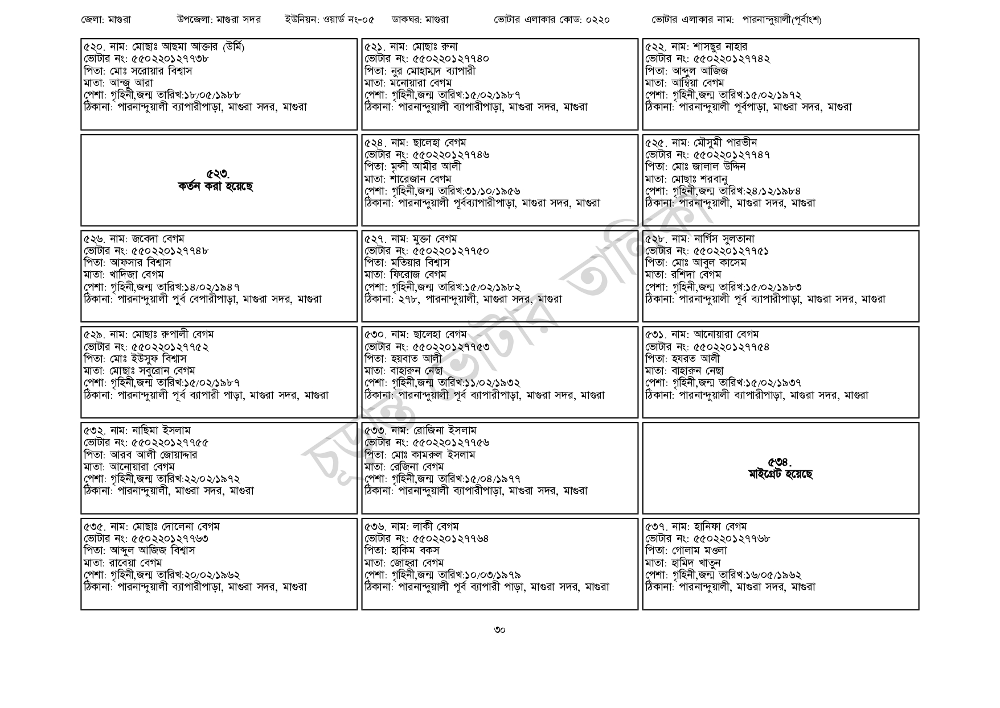 জেলা: মাগুরা উপজেলা: মাগুরা সদর ইউনিয়ন: ওয়ার্ড নং-০৫ ডাকঘর: মাগুরা ভোটার এলাকার কোড: ০২২০ ভোটার এলাকার নাম: পারনান্দুয়ালী(পূর্বাংশ)
৫২০. নাম: মোছাঃ আছমা আক্তার (উর্মি)
ভোটার নং: ৫৫০২২০১২৭৭৩৮
পিতা: মোঃ সরোয়ার বিশ্বাস
মাতা: আন্জু আরা
পেশা: গৃহিনী,জন্ম তারিখ:১৮/০৫/১৯৮৮
ঠিকানা: পারনান্দুয়ালী ব্যাপারীপাড়া, মাগুরা সদর, মাগুরা
৫২১. নাম: মোছাঃ রুনা
ভোটার নং: ৫৫০২২০১২৭৭৪০
পিতা: নুর মোহাম্মদ ব্যাপারী
মাতা: মনোয়ারা বেগম
পেশা: গৃহিনী,জন্ম তারিখ:১৫/০২/১৯৮৭
ঠিকানা: পারনান্দুয়ালী ব্যাপারীপাড়া, মাগুরা সদর, মাগুরা
৫২২. নাম: শাসছুর নাহার
ভোটার নং: ৫৫০২২০১২৭৭৪২
পিতা: আব্দুল আজিজ
মাতা: আম্বিয়া বেগম
পেশা: গৃহিনী,জন্ম তারিখ:১৫/০২/১৯৭২
ঠিকানা: পারনান্দুয়ালী পূর্বপাড়া, মাগুরা সদর, মাগুরা
৫২৩.
কর্তন করা হয়েছে
৫২৪. নাম: ছালেহা বেগম
ভোটার নং: ৫৫০২২০১২৭৭৪৬
পিতা: মৃন্সী আমীর আলী
মাতা: শারেজান বেগম
পেশা: গৃহিনী,জন্ম তারিখ:৩১/১০/১৯৫৬
ঠিকানা: পারনান্দুয়ালী পূর্বব্যাপারীপাড়া, মাগুরা সদর, মাগুরা
৫২৫. নাম: মৌসুমী পারভীন
ভোটার নং: ৫৫০২২০১২৭৭৪৭
পিতা: মোঃ জালাল উদ্দিন
মাতা: মোছাঃ শরবানু
পেশা: গৃহিনী,জন্ম তারিখ:২৪/১২/১৯৮৪
ঠিকানা: পারনান্দুয়ালী, মাগুরা সদর, মাগুরা
৫২৬. নাম: জবেদা বেগম
ভোটার নং: ৫৫০২২০১২৭৭৪৮
পিতা: আফসার বিশ্বাস
মাতা: খাদিজা বেগম
পেশা: গৃহিনী,জন্ম তারিখ:১৪/০২/১৯৪৭
ঠিকানা: পারনান্দুয়ালী পুর্ব বেপারীপাড়া, মাগুরা সদর, মাগুরা
৫২৭. নাম: মুক্তা বেগম
ভোটার নং: ৫৫০২২০১২৭৭৫০
পিতা: মতিয়ার বিশ্বাস
মাতা: ফিরোজ বেগম
পেশা: গৃহিনী,জন্ম তারিখ:১৫/০২/১৯৮২
ঠিকানা: ২৭৮, পারনান্দুয়ালী, মাগুরা সদর, মাগুরা
৫২৮. নাম: নার্গিস সুলতানা
ভোটার নং: ৫৫০২২০১২৭৭৫১
পিতা: মোঃ আবুল কাসেম
মাতা: রশিদা বেগম
পেশা: গৃহিনী,জন্ম তারিখ:১৫/০২/১৯৮৩
ঠিকানা: পারনান্দুয়ালী পূর্ব ব্যাপারীপাড়া, মাগুরা সদর, মাগুরা
৫২৯. নাম: মোছাঃ রুপালী বেগম
ভোটার নং: ৫৫০২২০১২৭৭৫২
পিতা: মোঃ ইউসুফ বিশ্বাস
মাতা: মোছাঃ সবুরোন বেগম
পেশা: গৃহিনী,জন্ম তারিখ:১৫/০২/১৯৮৭
ঠিকানা: পারনান্দুয়ালী পূর্ব ব্যাপারী পাড়া, মাগুরা সদর, মাগুরা
৫৩০. নাম: ছালেহা বেগম
ভোটার নং: ৫৫০২২০১২৭৭৫৩
পিতা: হয়বাত আলী
মাতা: বাহারুন নেছা
পেশা: গৃহিনী,জন্ম তারিখ:১১/০২/১৯৩২
ঠিকানা: পারনান্দুয়ালী পূর্ব ব্যাপারীপাড়া, মাগুরা সদর, মাগুরা
৫৩১. নাম: আনোয়ারা বেগম
ভোটার নং: ৫৫০২২০১২৭৭৫৪
পিতা: হযরত আলী
মাতা: বাহারুন নেছা
পেশা: গৃহিনী,জন্ম তারিখ:১৫/০২/১৯৩৭
ঠিকানা: পারনান্দুয়ালী ব্যাপারীপাড়া, মাগুরা সদর, মাগুরা
৫৩২. নাম: নাছিমা ইসলাম
ভোটার নং: ৫৫০২২০১২৭৭৫৫
পিতা: আরব আলী জোয়াদ্দার
মাতা: আনোয়ারা বেগম
পেশা: গৃহিনী,জন্ম তারিখ:২২/০২/১৯৭২
ঠিকানা: পারনান্দুয়ালী, মাগুরা সদর, মাগুরা
৫৩৩. নাম: রোজিনা ইসলাম
ভোটার নং: ৫৫০২২০১২৭৭৫৬
পিতা: মোঃ কামরুল ইসলাম
মাতা: রেজিনা বেগম
পেশা: গৃহিনী,জন্ম তারিখ:১৫/০৪/১৯৭৭
ঠিকানা: পারনান্দুয়ালী ব্যাপারীপাড়া, মাগুরা সদর, মাগুরা
৫৩৪.
মাইগ্রেট হয়েছে
৫৩৫. নাম: মোছাঃ দোলেনা বেগম
ভোটার নং: ৫৫০২২০১২৭৭৬৩
পিতা: আব্দুল আজিজ বিশ্বাস
মাতা: রাবেয়া বেগম
পেশা: গৃহিনী,জন্ম তারিখ:২০/০২/১৯৬২
ঠিকানা: পারনান্দুয়ালী ব্যাপারীপাড়া, মাগুরা সদর, মাগুরা
৫৩৬. নাম: লাকী বেগম
ভোটার নং: ৫৫০২২০১২৭৭৬৪
পিতা: হাকিম বকস
মাতা: জোহরা বেগম
পেশা: গৃহিনী,জন্ম তারিখ:১০/০৩/১৯৭৯
ঠিকানা: পারনান্দুয়ালী পূর্ব ব্যাপারী পাড়া, মাগুরা সদর, মাগুরা
৫৩৭. নাম: হানিফা বেগম
ভোটার নং: ৫৫০২২০১২৭৭৬৮
পিতা: গোলাম মওলা
মাতা: হামিদ খাতুন
পেশা: গৃহিনী,জন্ম তারিখ:১৬/০৫/১৯৬২
ঠিকানা: পারনান্দুয়ালী, মাগুরা সদর, মাগুরা
চূড়ান্ত ভোটার তালিকা
৩০